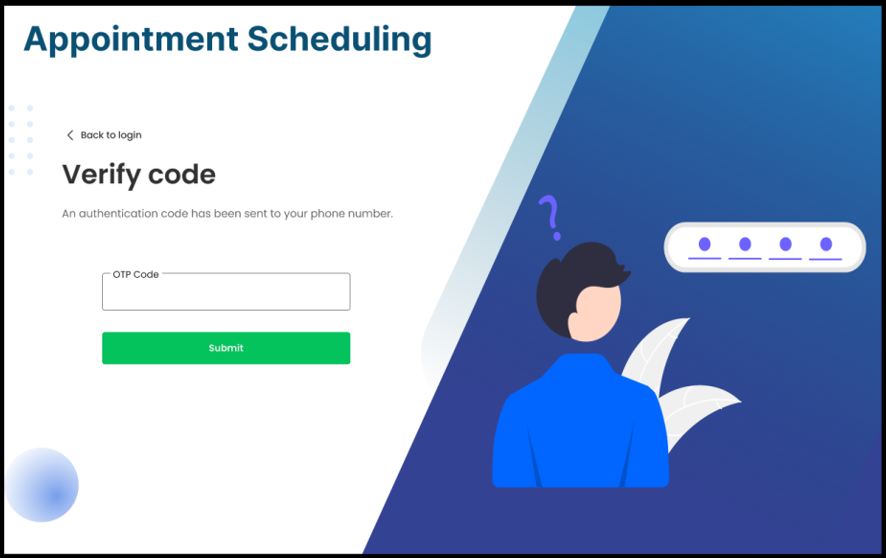 Appointment Scheduling
Back to login
Verify code
An authentication code has been sent to your phone number.
OTP Code
Submit